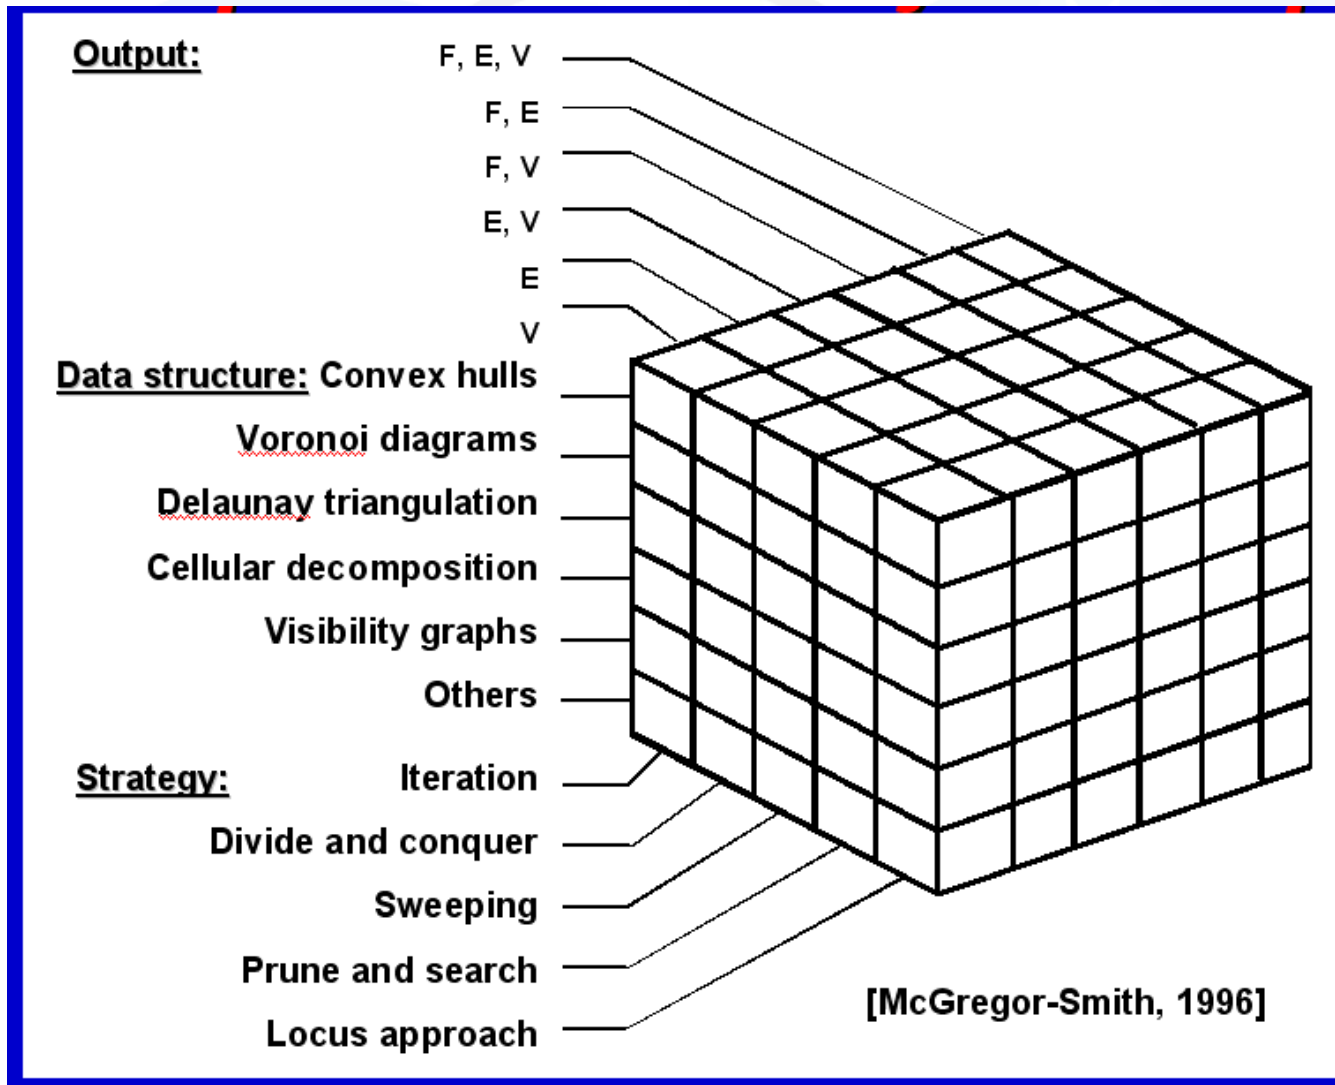 Output: F, E, V
F, E
F, V
E, V
E
V
Data structure: Convex hulls
Voronoi diagrams
Delaunay triangulation
Cellular decomposition
Visibility graphs
Others
Strategy: Iteration
Divide and conquer
Sweeping
Prune and search
Locus approach
[McGregor-Smith, 1996]